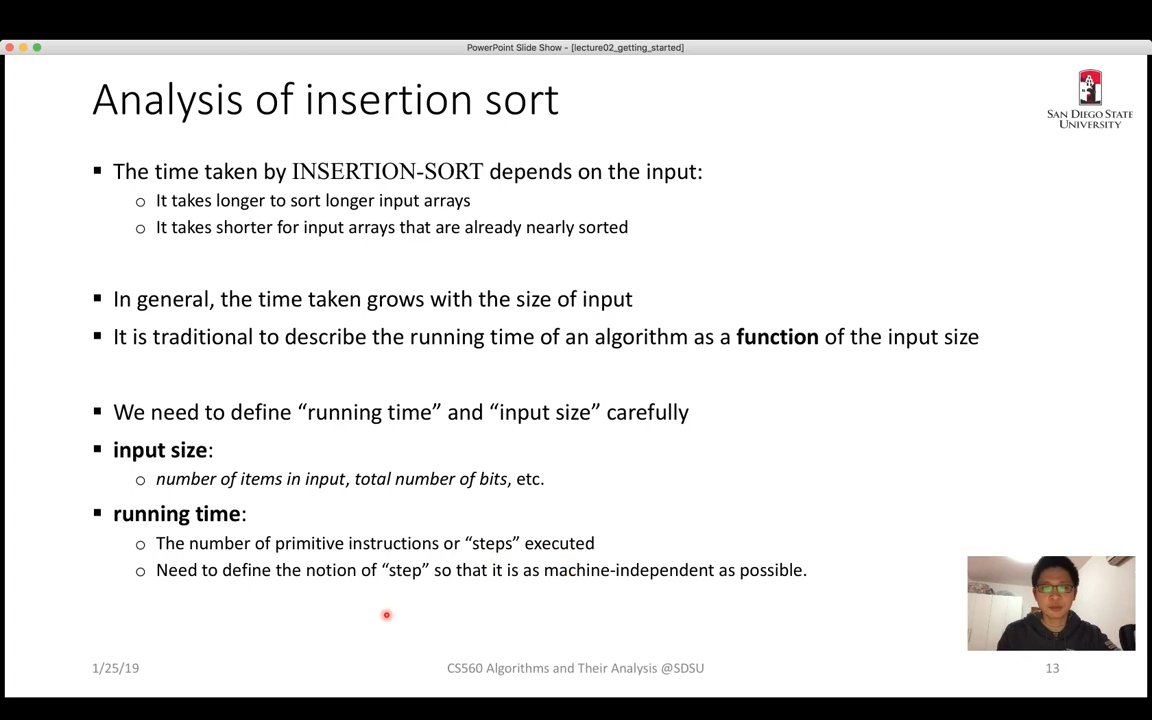 PowerPoint Slide Show - [lecture02_getting_started]
Analysis of insertion sort
SAN DIEGO STATE
UNIVERSITY
▪ The time taken by INSERTION-SORT depends on the input:
o It takes longer to sort longer input arrays
o It takes shorter for input arrays that are already nearly sorted
▪ In general, the time taken grows with the size of input
▪ It is traditional to describe the running time of an algorithm as a function of the input size
▪ We need to define “running time” and “input size” carefully
▪ input size:
o number of items in input, total number of bits, etc.
▪ running time:
o The number of primitive instructions or “steps” executed
o Need to define the notion of “step” so that it is as machine-independent as possible.
1/25/19 CS560 Algorithms and Their Analysis @SDSU 13